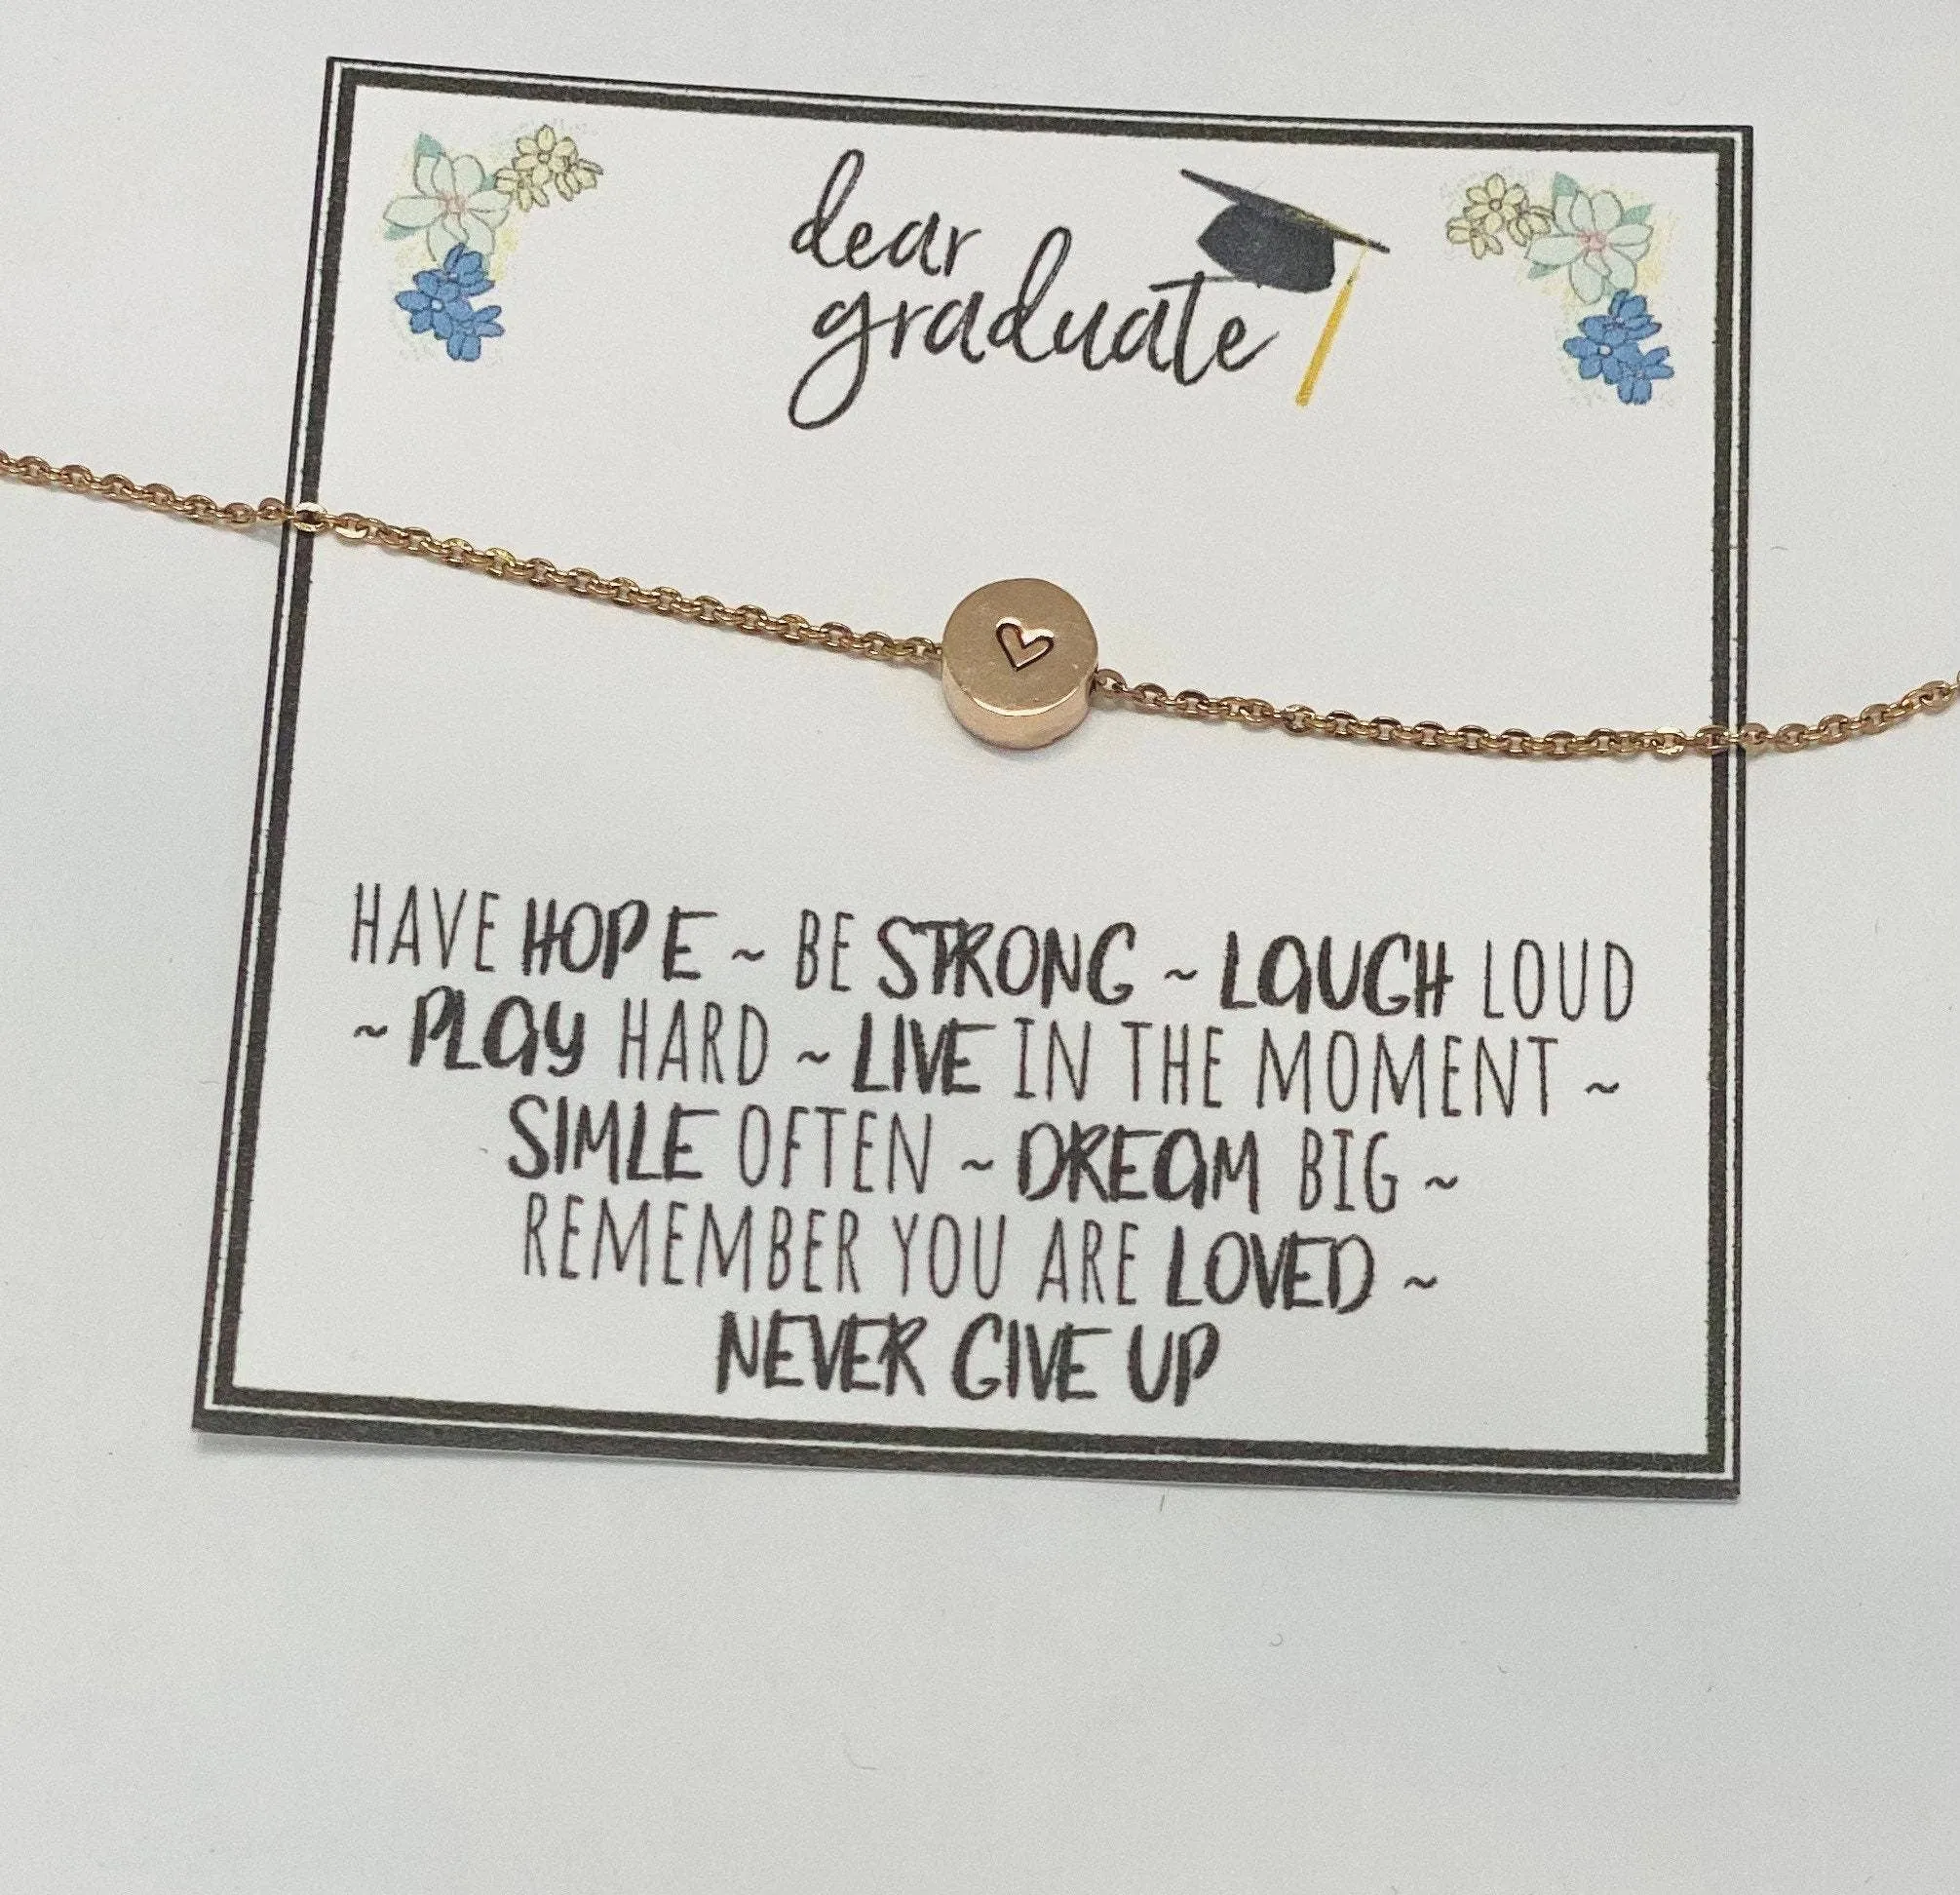 dear
graduate
HAVE HOPE ~ BE STRONG ~ LAUGH LOUD
~ PLAY HARD ~ LIVE IN THE MOMENT ~
SIMLE OFTEN ~ DREAM BIG ~
REMEMBER YOU ARE LOVED ~
NEVER GIVE UP